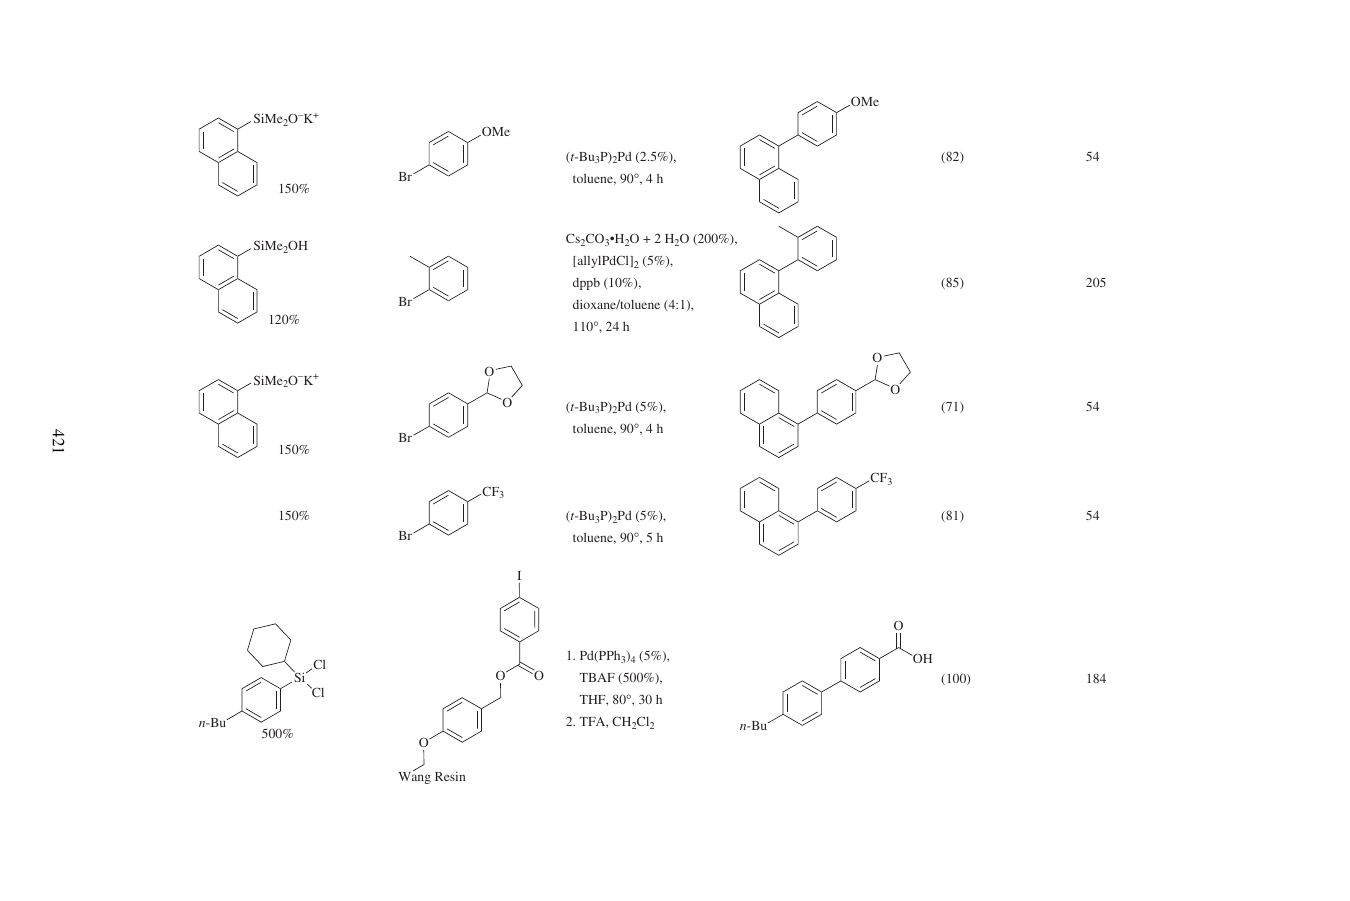 OMe
SiMe2O–K+
OMe
(t-Bu3P)2Pd (2.5%),
(82)
54
Br
toluene, 90°, 4 h
150%
SiMe2OH
Cs2CO3•H2O + 2 H2O (200%),
[allylPdCl]2 (5%),
dppb (10%),
(85)
205
Br
dioxane/toluene (4:1),
120%
110°, 24 h
O
O
SiMe2O–K+
O
O
(t-Bu3P)2Pd (5%),
(71)
54
Br
toluene, 90°, 4 h
150%
421
CF3
CF3
150%
(t-Bu3P)2Pd (5%),
(81)
54
Br
toluene, 90°, 5 h
I
O
1. Pd(PPh3)4 (5%),
OH
Cl
Si
Cl
O
O
TBAF (500%),
(100)
184
THF, 80°, 30 h
n-Bu
2. TFA, CH2Cl2
n-Bu
500%
O
Wang Resin